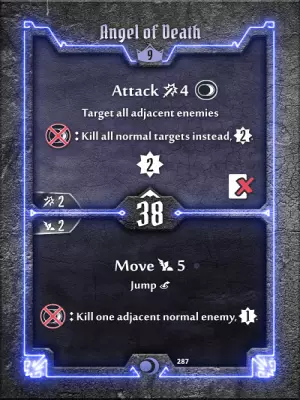 Angel of Death
9
Attack 4
Target all adjacent enemies
: Kill all normal targets instead, 2
2
2
38
2
Move 5
Jump
: Kill one adjacent normal enemy, 1
287